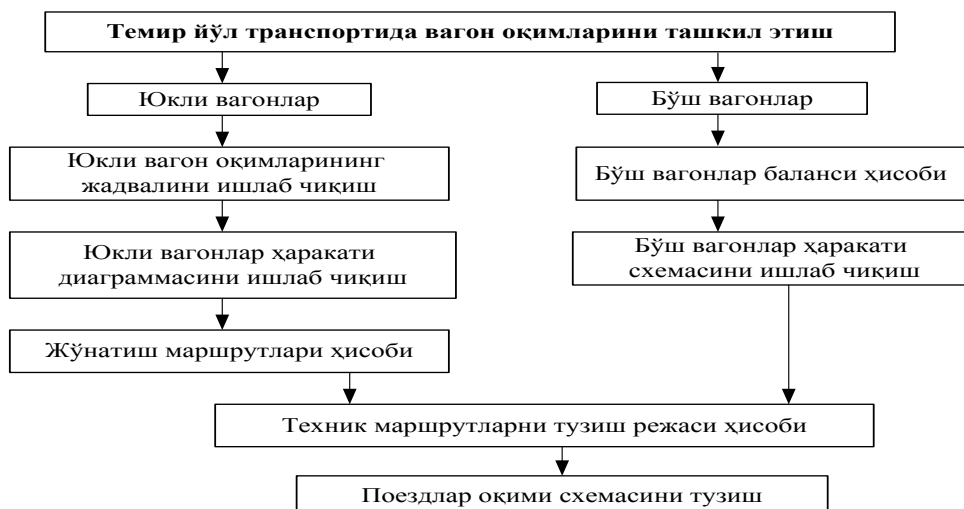 Темир йўл транспортида вагон оқимларини ташкил этиш
Юкли вагонлар
Бўш вагонлар
Юкли вагон оқимларининг
жадвалини ишлаб чиқиш
Бўш вагонлар баланси ҳисоби
Юкли вагонлар ҳаракати
диаграммасини ишлаб чиқиш
Бўш вагонлар ҳаракати
схемасини ишлаб чиқиш
Жўнатиш маршрутлари ҳисоби
Техник маршрутларни тузиш режаси ҳисоби
Поездлар оқими схемасини тузиш